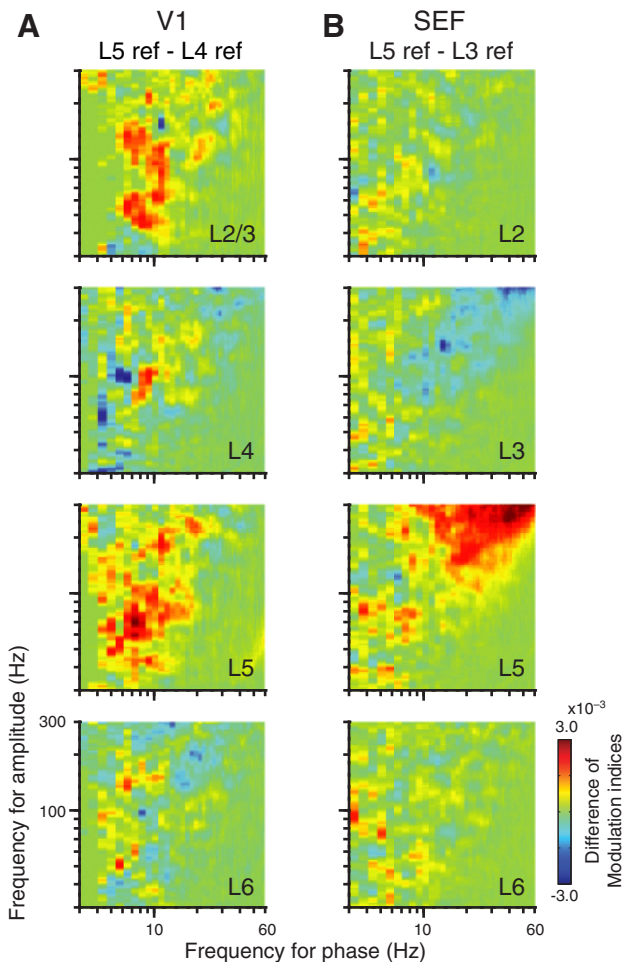 A
V1
L5 ref - L4 ref
B
SEF
L5 ref - L3 ref
L2/3
L2
L4
L3
L5
L5
L6
L6
Frequency for amplitude (Hz)
300
100
10
60
10
60
Frequency for phase (Hz)
x10⁻³
3.0
-3.0
Difference of
Modulation indices